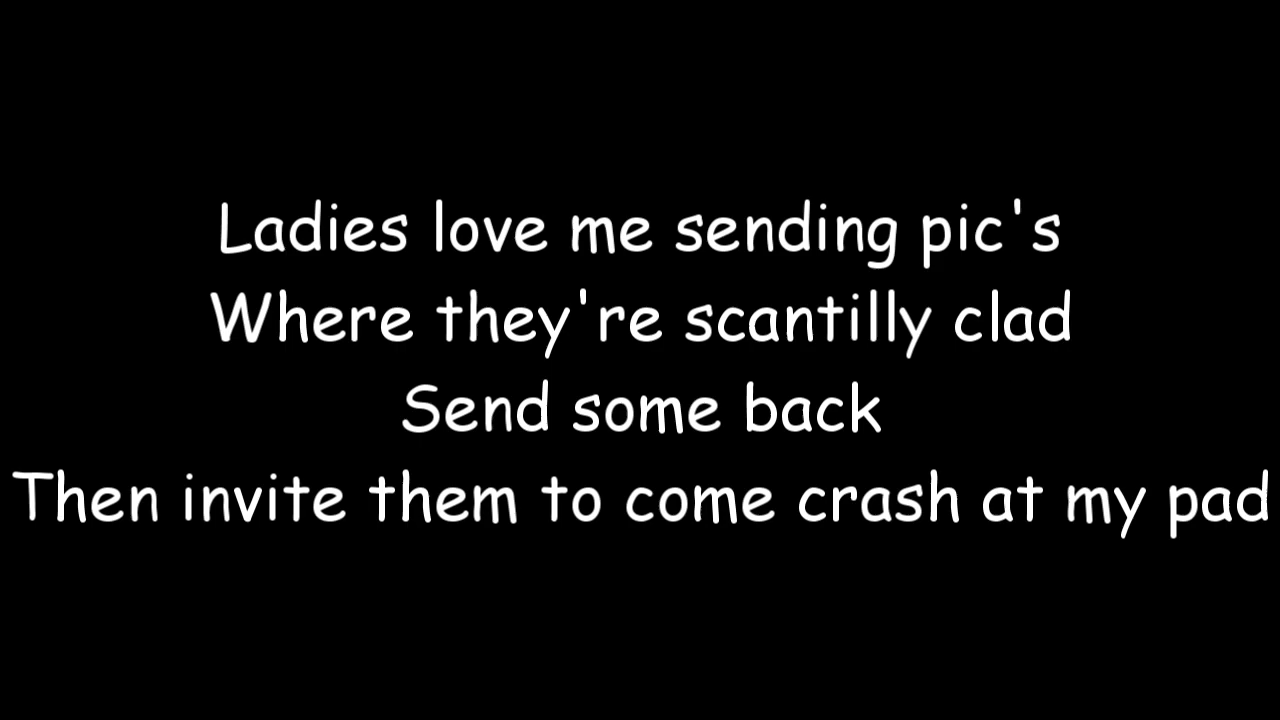 Ladies love me sending pic's
Where they're scantilly clad
Send some back
Then invite them to come crash at my pad